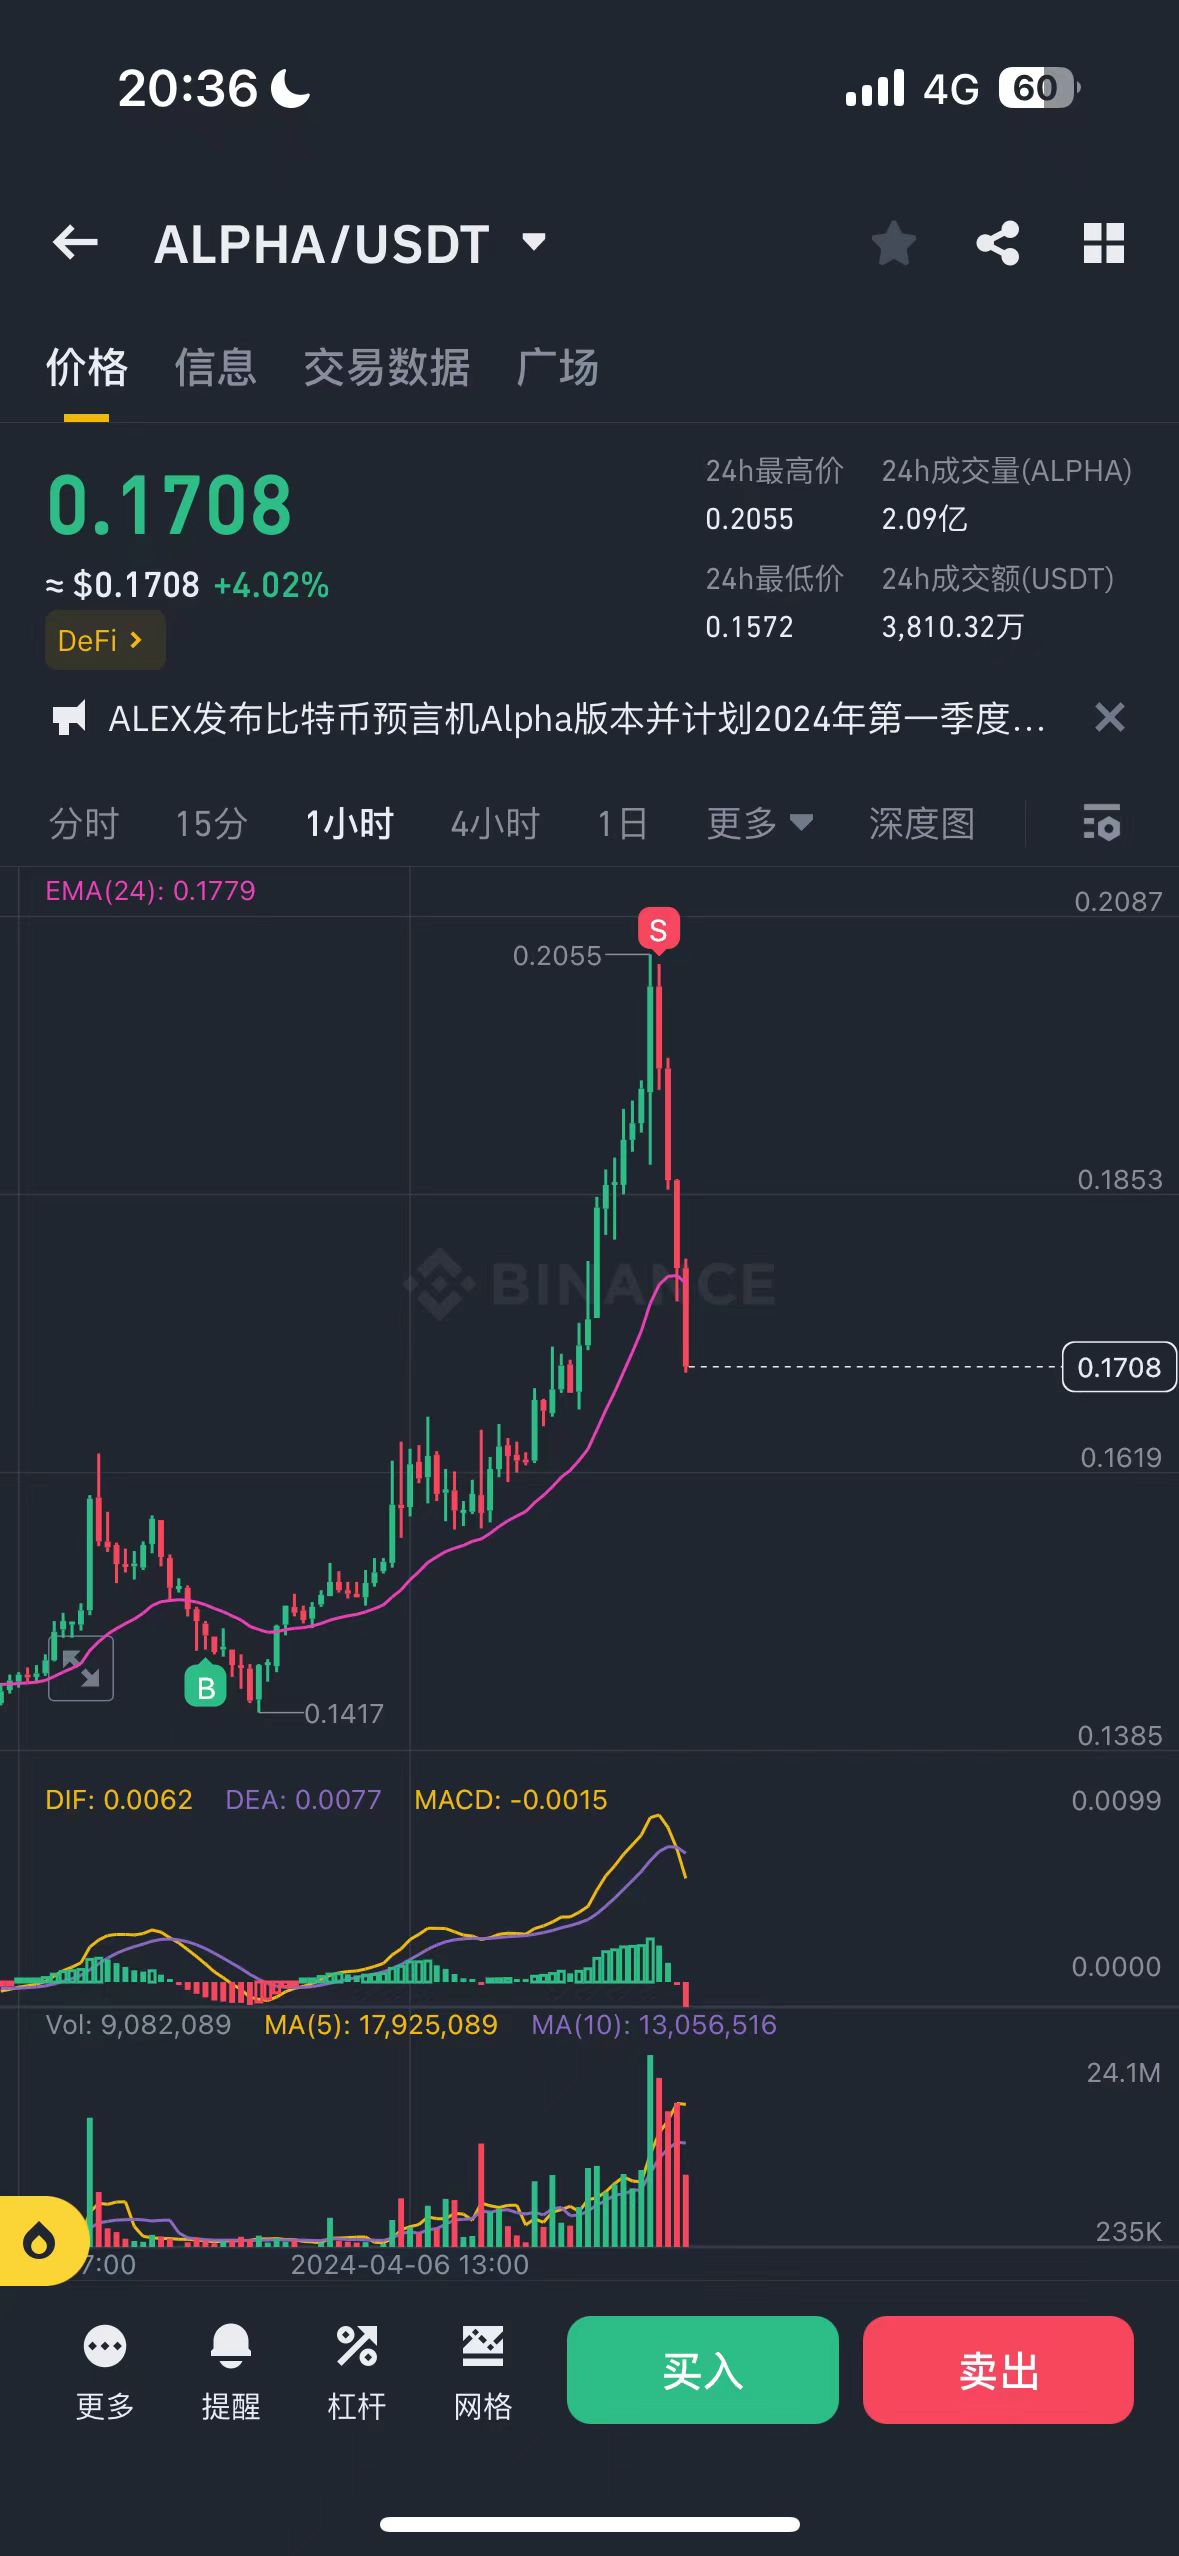 20:36 4G 60
ALPHA/USDT
价格 信息 交易数据 广场
0.1708
≈ $0.1708 +4.02%
DeFi
24h最高价 24h成交量(ALPHA)
0.2055 2.09亿
24h最低价 24h成交额(USDT)
0.1572 3,810.32万
ALEX发布比特币预言机Alpha版本并计划2024年第一季度...
分时 15分 1小时 4小时 1日 更多 深度图
EMA(24): 0.1779
0.2087
S
0.2055
0.1853
BINANCE
0.1708
0.1619
B
0.1417
0.1385
DIF: 0.0062 DEA: 0.0077 MACD: -0.0015
0.0099
0.0000
Vol: 9,082,089 MA(5): 17,925,089 MA(10): 13,056,516
24.1M
235K
7:00 2024-04-06 13:00
更多 提醒 杠杆 网格 买入 卖出